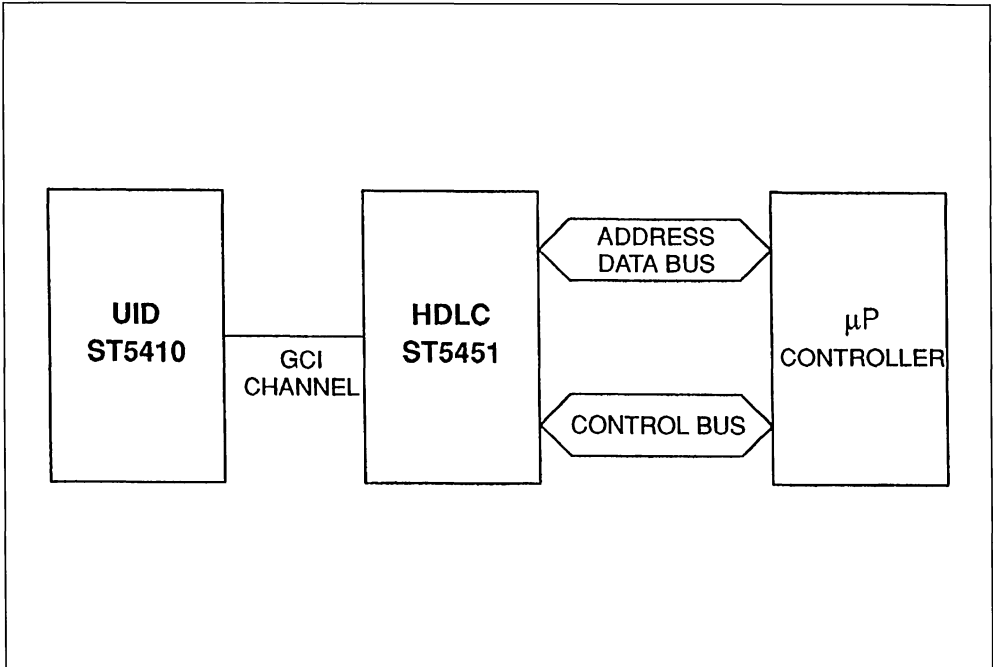 UID
ST5410
GCI
CHANNEL
HDLC
ST5451
ADDRESS
DATA BUS
CONTROL BUS
μP
CONTROLLER